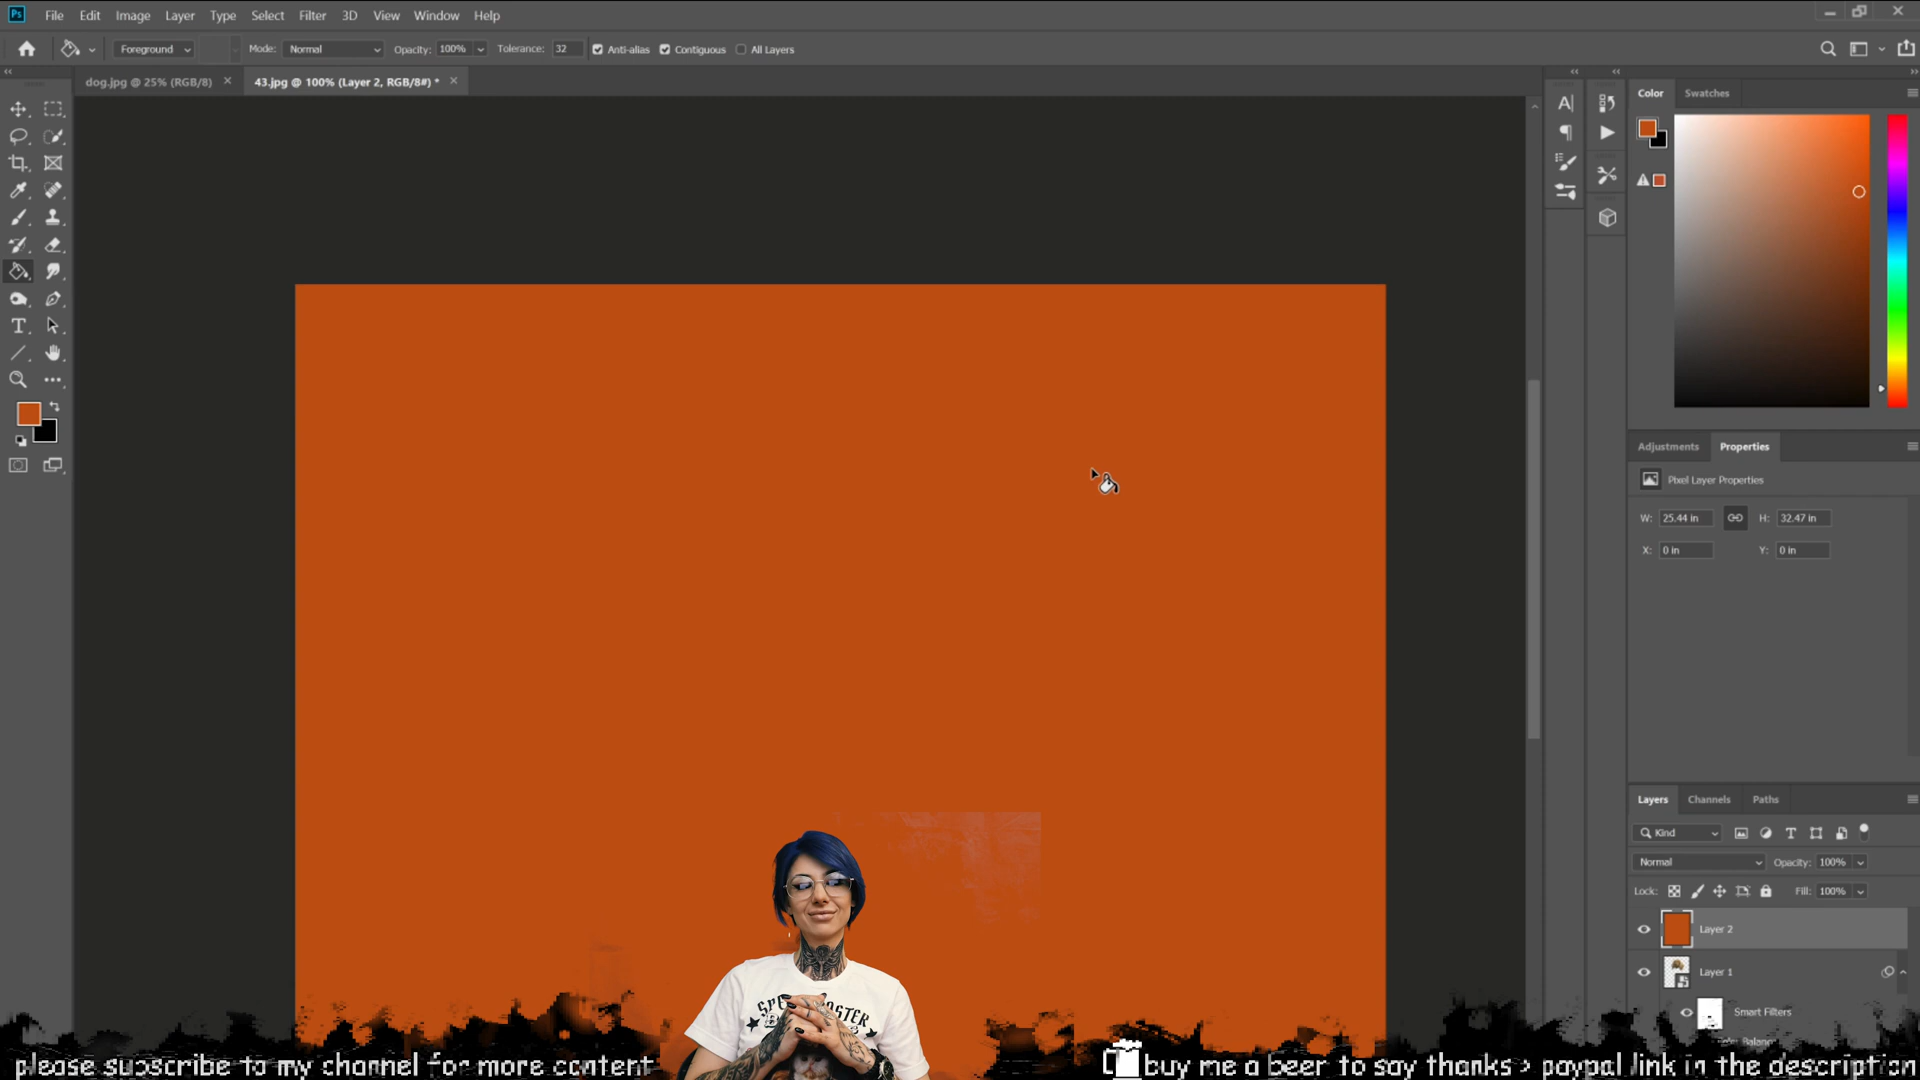 Ps File Edit Image Layer Type Select Filter 3D View Window Help
Foreground Mode: Normal Opacity: 100% Tolerance: 32 Anti-alias Contiguous All Layers
dog.jpg @ 25% (RGB/8) 43.jpg @ 100% (Layer 2, RGB/8#) *
Color Swatches
Adjustments Properties
Pixel Layer Properties
W: 25.44 in H: 32.47 in
X: 0 in Y: 0 in
Layers Channels Paths
Kind
Normal Opacity: 100%
Lock: Fill: 100%
Layer 2
Layer 1
Smart Filters
please subscribe to my channel for more content
buy me a beer to say thanks > paypal link in the description